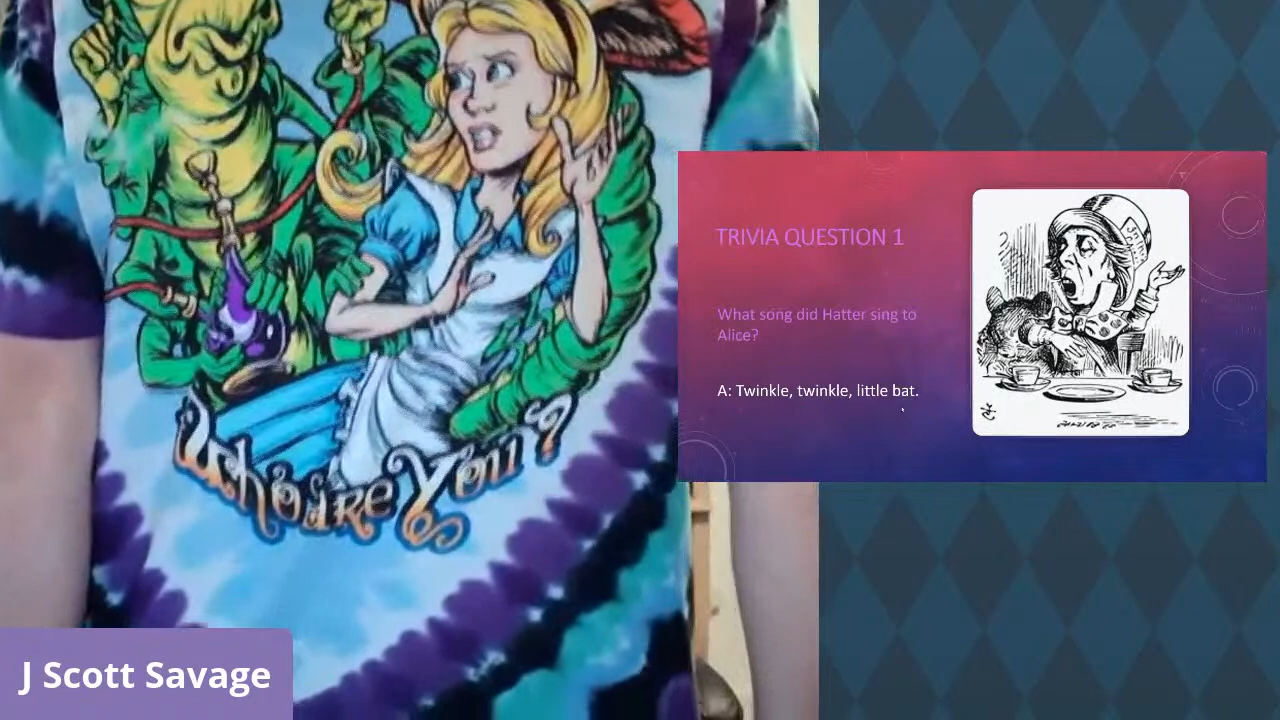 Who are You?
TRIVIA QUESTION 1
What song did Hatter sing to
Alice?
A: Twinkle, twinkle, little bat.
J Scott Savage